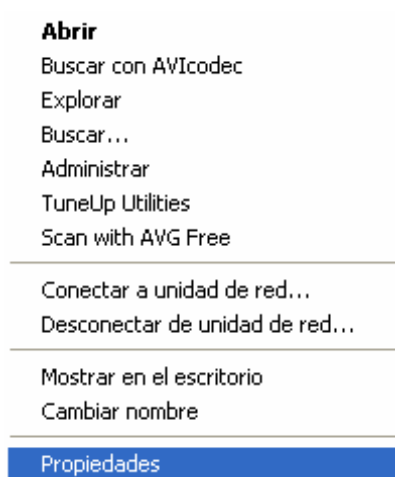 Abrir
Buscar con AVIcodec
Explorar
Buscar...
Administrar
TuneUp Utilities
Scan with AVG Free
Conectar a unidad de red...
Desconectar de unidad de red...
Mostrar en el escritorio
Cambiar nombre
Propiedades